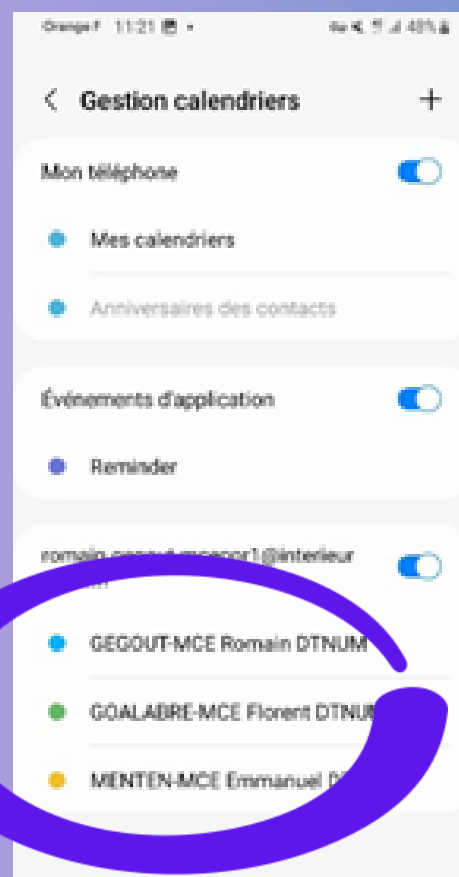 Orange F 11:21
48%
Gestion calendriers +
Mon téléphone
Mes calendriers
Anniversaires des contacts
Événements d'application
Reminder
GEGOUT-MCE Romain DTNUM
GOALABRE-MCE Florent
MENTEN-MCE Emmanuel